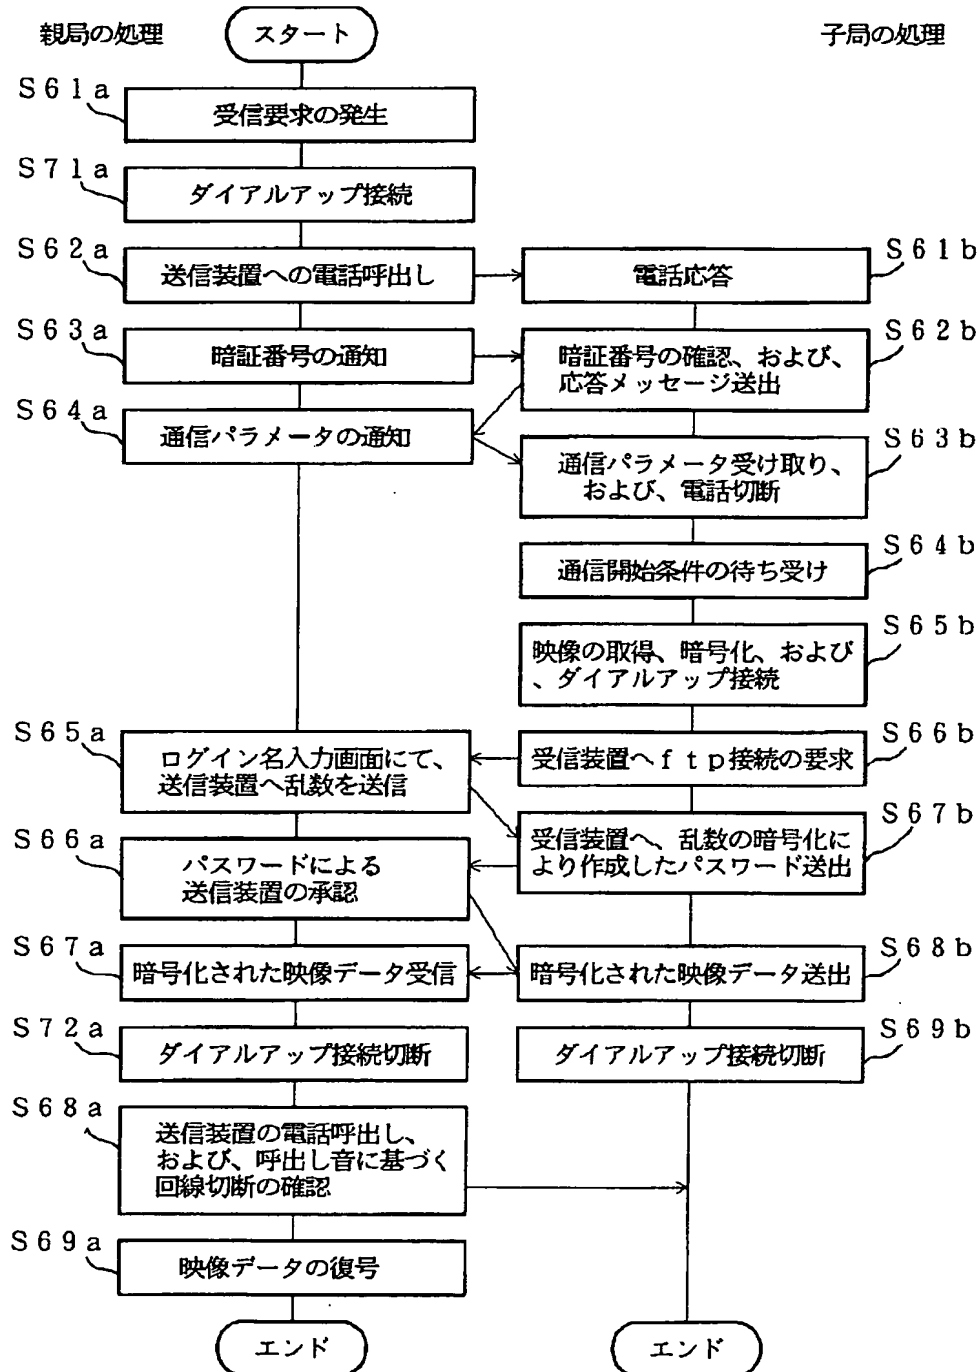 親局の処理
スタート
子局の処理
S61a
受信要求の発生
S71a
ダイアルアップ接続
S62a
送信装置への電話呼出し
電話応答
S61b
S63a
暗証番号の通知
暗証番号の確認、および、
応答メッセージ送出
S62b
S64a
通信パラメータの通知
通信パラメータ受け取り、
および、電話切断
S63b
通信開始条件の待ち受け
S64b
映像の取得、暗号化、および
、ダイアルアップ接続
S65b
S65a
ログイン名入力画面にて、
送信装置へ乱数を送信
受信装置へftp接続の要求
S66b
S66a
パスワードによる
送信装置の承認
受信装置へ、乱数の暗号化に
より作成したパスワード送出
S67b
S67a
暗号化された映像データ受信
暗号化された映像データ送出
S68b
S72a
ダイアルアップ接続切断
ダイアルアップ接続切断
S69b
S68a
送信装置の電話呼出し、
および、呼出し音に基づく
回線切断の確認
S69a
映像データの復号
エンド
エンド